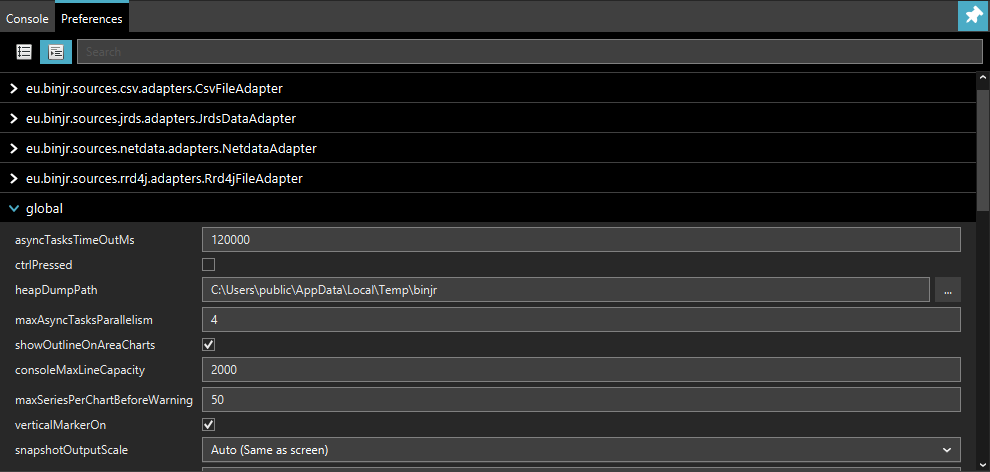 Console Preferences
Search
eu.binjr.sources.csv.adapters.CsvFileAdapter
eu.binjr.sources.jrds.adapters.JrdsDataAdapter
eu.binjr.sources.netdata.adapters.NetdataAdapter
eu.binjr.sources.rrd4j.adapters.Rrd4jFileAdapter
global
asyncTasksTimeOutMs 120000
ctrlPressed
heapDumpPath C:\Users\public\AppData\Local\Temp\binjr ...
maxAsyncTasksParallelism 4
showOutlineOnAreaCharts
consoleMaxLineCapacity 2000
maxSeriesPerChartBeforeWarning 50
verticalMarkerOn
snapshotOutputScale Auto (Same as screen)